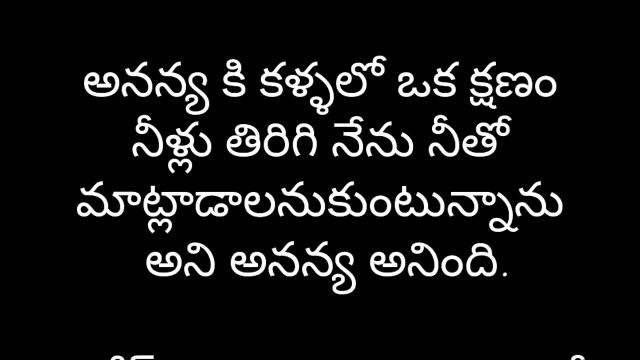 అనన్య కి కళ్ళలో ఒక క్షణం
నీళ్లు తిరిగి నేను నీతో
మాట్లాడాలనుకుంటున్నాను
అని అనన్య అనింది.